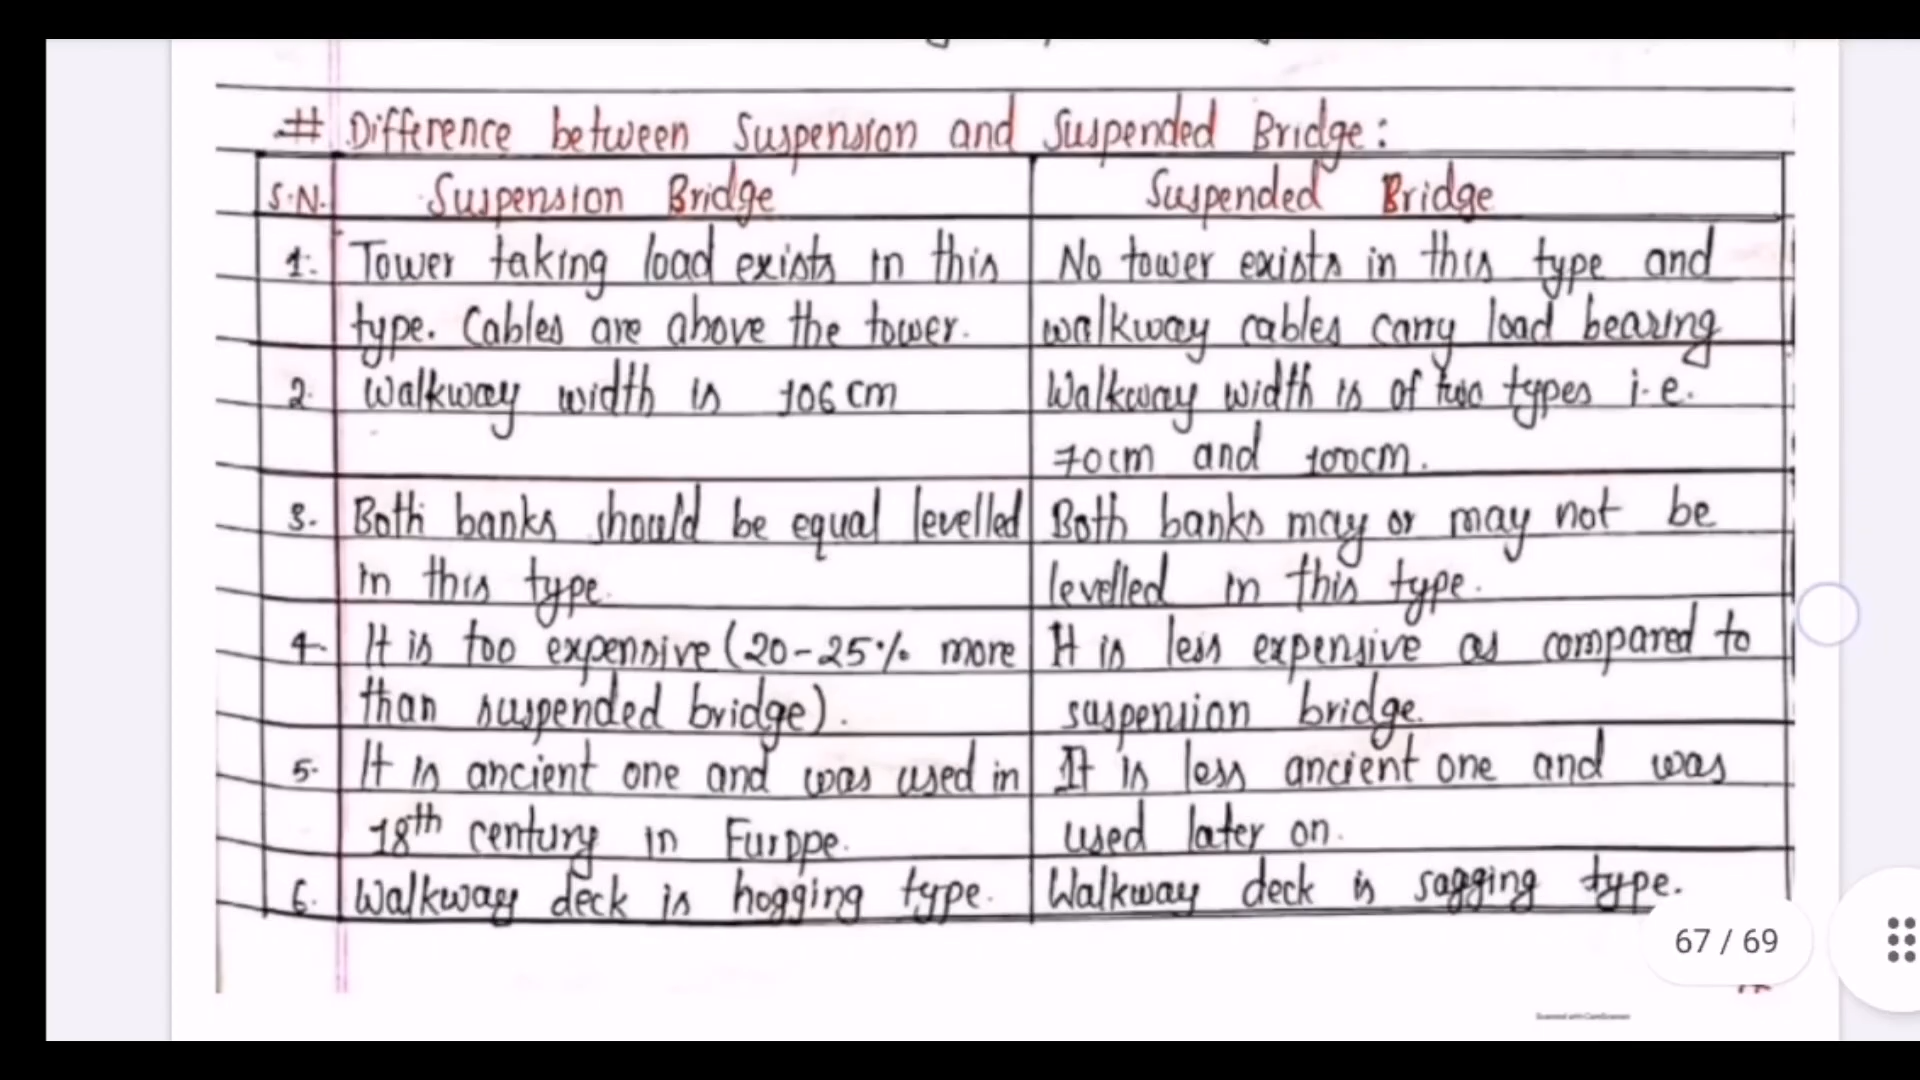 # Difference between Suspension and Suspended Bridge:
S.N. Suspension Bridge Suspended Bridge
1. Tower taking load exists in this No tower exists in this type and
type. Cables are above the tower. walkway cables carry load bearing
2. Walkway width is 106 cm Walkway width is of two types i.e.
70cm and 100cm.
3. Both banks should be equal levelled Both banks may or may not be
in this type. levelled in this type.
4. It is too expensive (20-25% more It is less expensive as compared to
than suspended bridge). suspension bridge.
5. It is ancient one and was used in It is less ancient one and was
18th century in Europe. used later on.
6. Walkway deck is hogging type. Walkway deck is sagging type.
67 / 69
Scanned with CamScanner